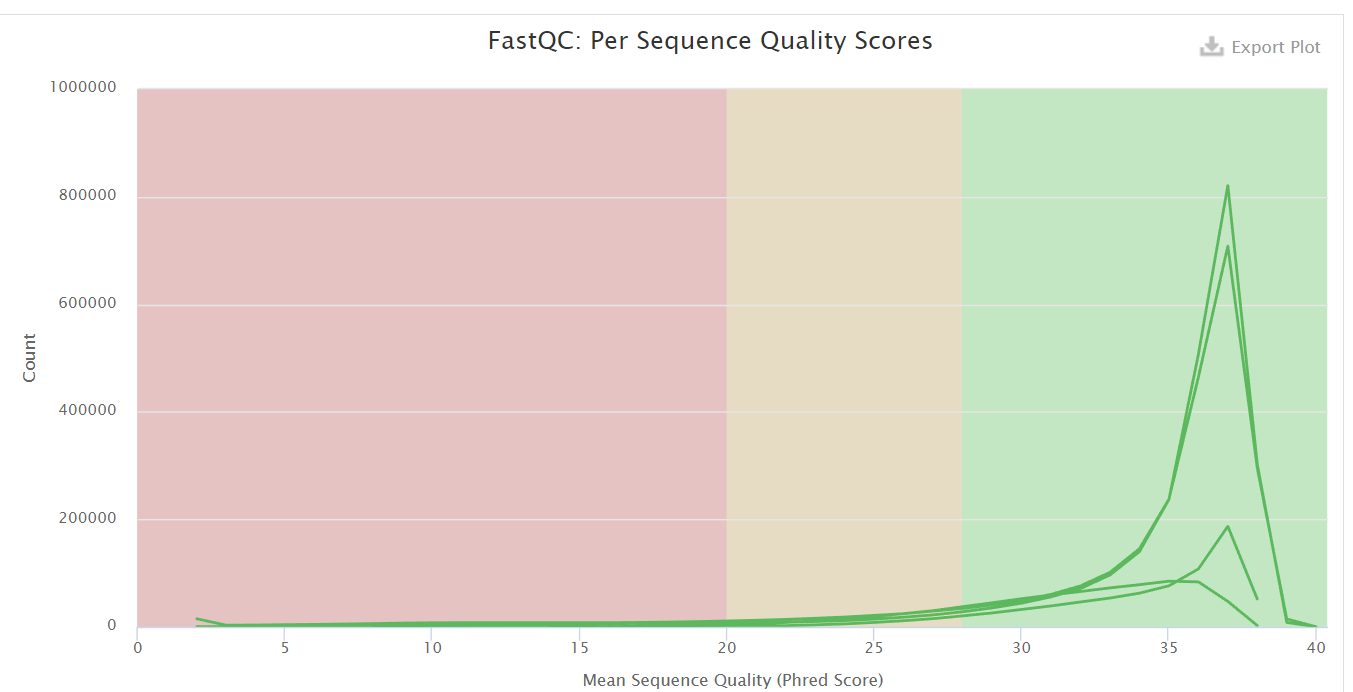 FastQC: Per Sequence Quality Scores
Export Plot
1000000
800000
600000
400000
200000
0
Count
0 5 10 15 20 25 30 35 40
Mean Sequence Quality (Phred Score)